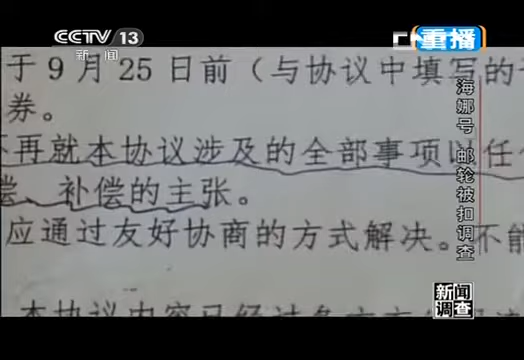 CCTV 13
新闻
重播
于9月25日前（与协议中填写的
券。
不再就本协议涉及的全部事项以任
偿、补偿的主张。
应通过友好协商的方式解决。不能
本协议内容已经过各方
海娜号 邮轮被扣调查
新闻
调查